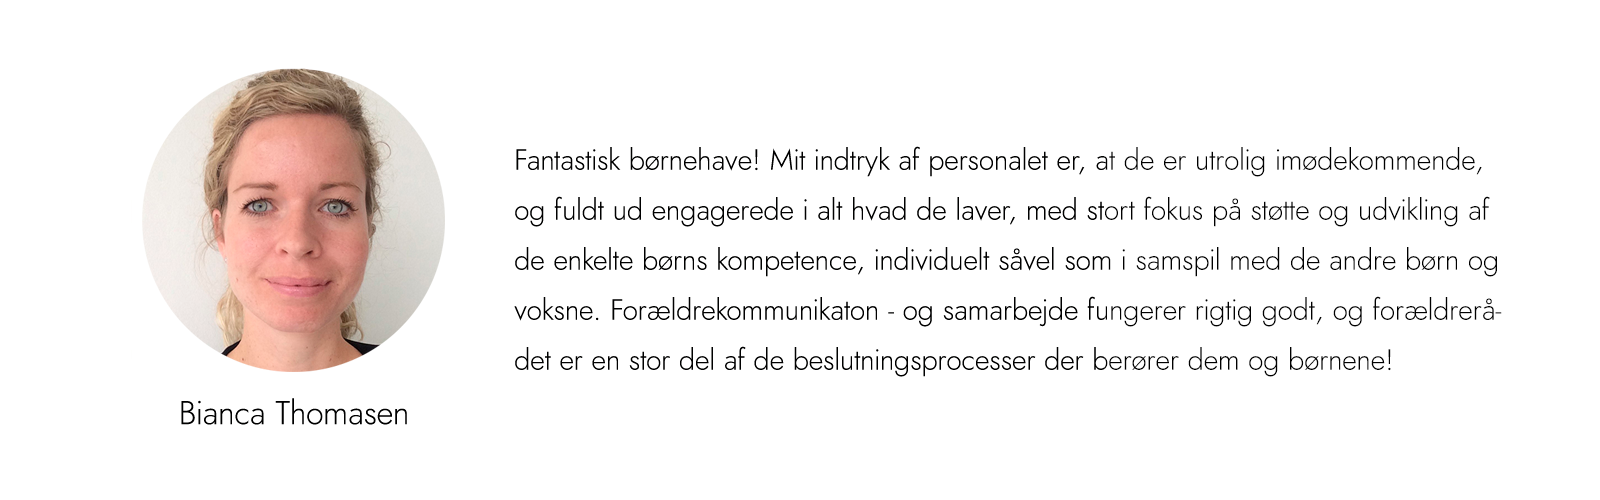 Fantastisk børnehave! Mit indtryk af personalet er, at de er utrolig imødekommende,
og fuldt ud engagerede i alt hvad de laver, med stort fokus på støtte og udvikling af
de enkelte børns kompetence, individuelt såvel som i samspil med de andre børn og
voksne. Forældrekommunikaton - og samarbejde fungerer rigtig godt, og forældrerå-
det er en stor del af de beslutningsprocesser der berører dem og børnene!
Bianca Thomasen